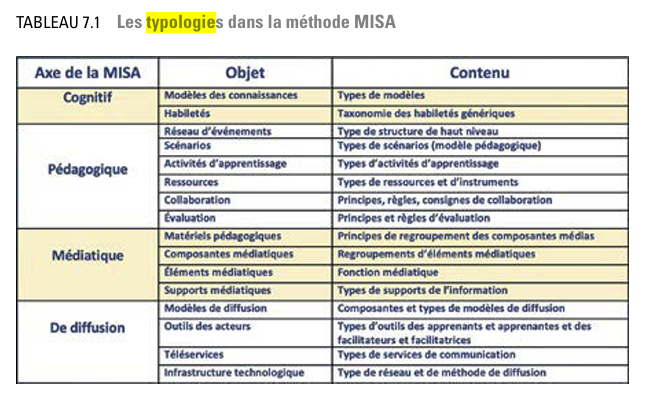 TABLEAU 7.1 Les typologies dans la méthode MISA
Axe de la MISA Objet Contenu
Cognitif
Modèles des connaissances Types de modèles
Habiletés Taxonomie des habiletés génériques
Pédagogique
Réseau d'événements Type de structure de haut niveau
Scénarios Types de scénarios (modèle pédagogique)
Activités d'apprentissage Types d'activités d'apprentissage
Ressources Types de ressources et d'instruments
Collaboration Principes, règles, consignes de collaboration
Évaluation Principes et règles d'évaluation
Médiatique
Matériels pédagogiques Principes de regroupement des composantes médias
Composantes médiatiques Regroupements d'éléments médiatiques
Éléments médiatiques Fonction médiatique
Supports médiatiques Types de supports de l'information
De diffusion
Modèles de diffusion Composantes et types de modèles de diffusion
Outils des acteurs Types d'outils des apprenants et apprenantes et des
facilitateurs et facilitatrices
Téléservices Types de services de communication
Infrastructure technologique Type de réseau et de méthode de diffusion